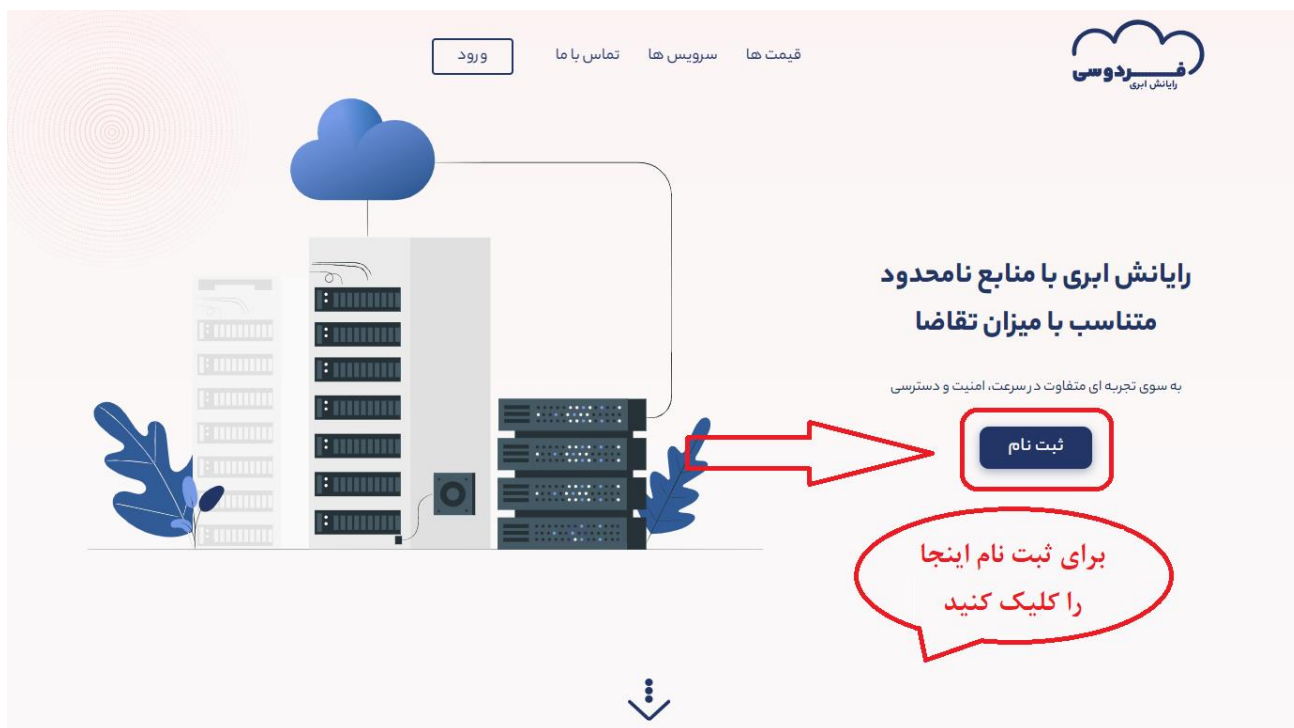 فردوسی
رایانش ابری
قیمت ها
سرویس ها
تماس با ما
ورود
رایانش ابری با منابع نامحدود
متناسب با میزان تقاضا
به سوی تجربه ای متفاوت در سرعت، امنیت و دسترسی
ثبت نام
برای ثبت نام اینجا
را کلیک کنید